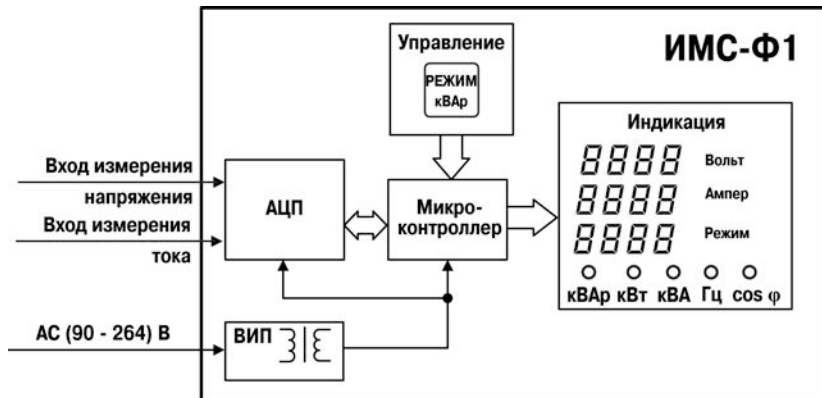 Управление
ИМС-Ф1
РЕЖИМ
кВАр
Индикация
8888 Вольт
8888 Ампер
8888 Режим
кВАр кВт кВА Гц cos φ
Вход измерения
напряжения
Вход измерения
тока
АЦП
Микро-
контроллер
AC (90 - 264) В
ВИП